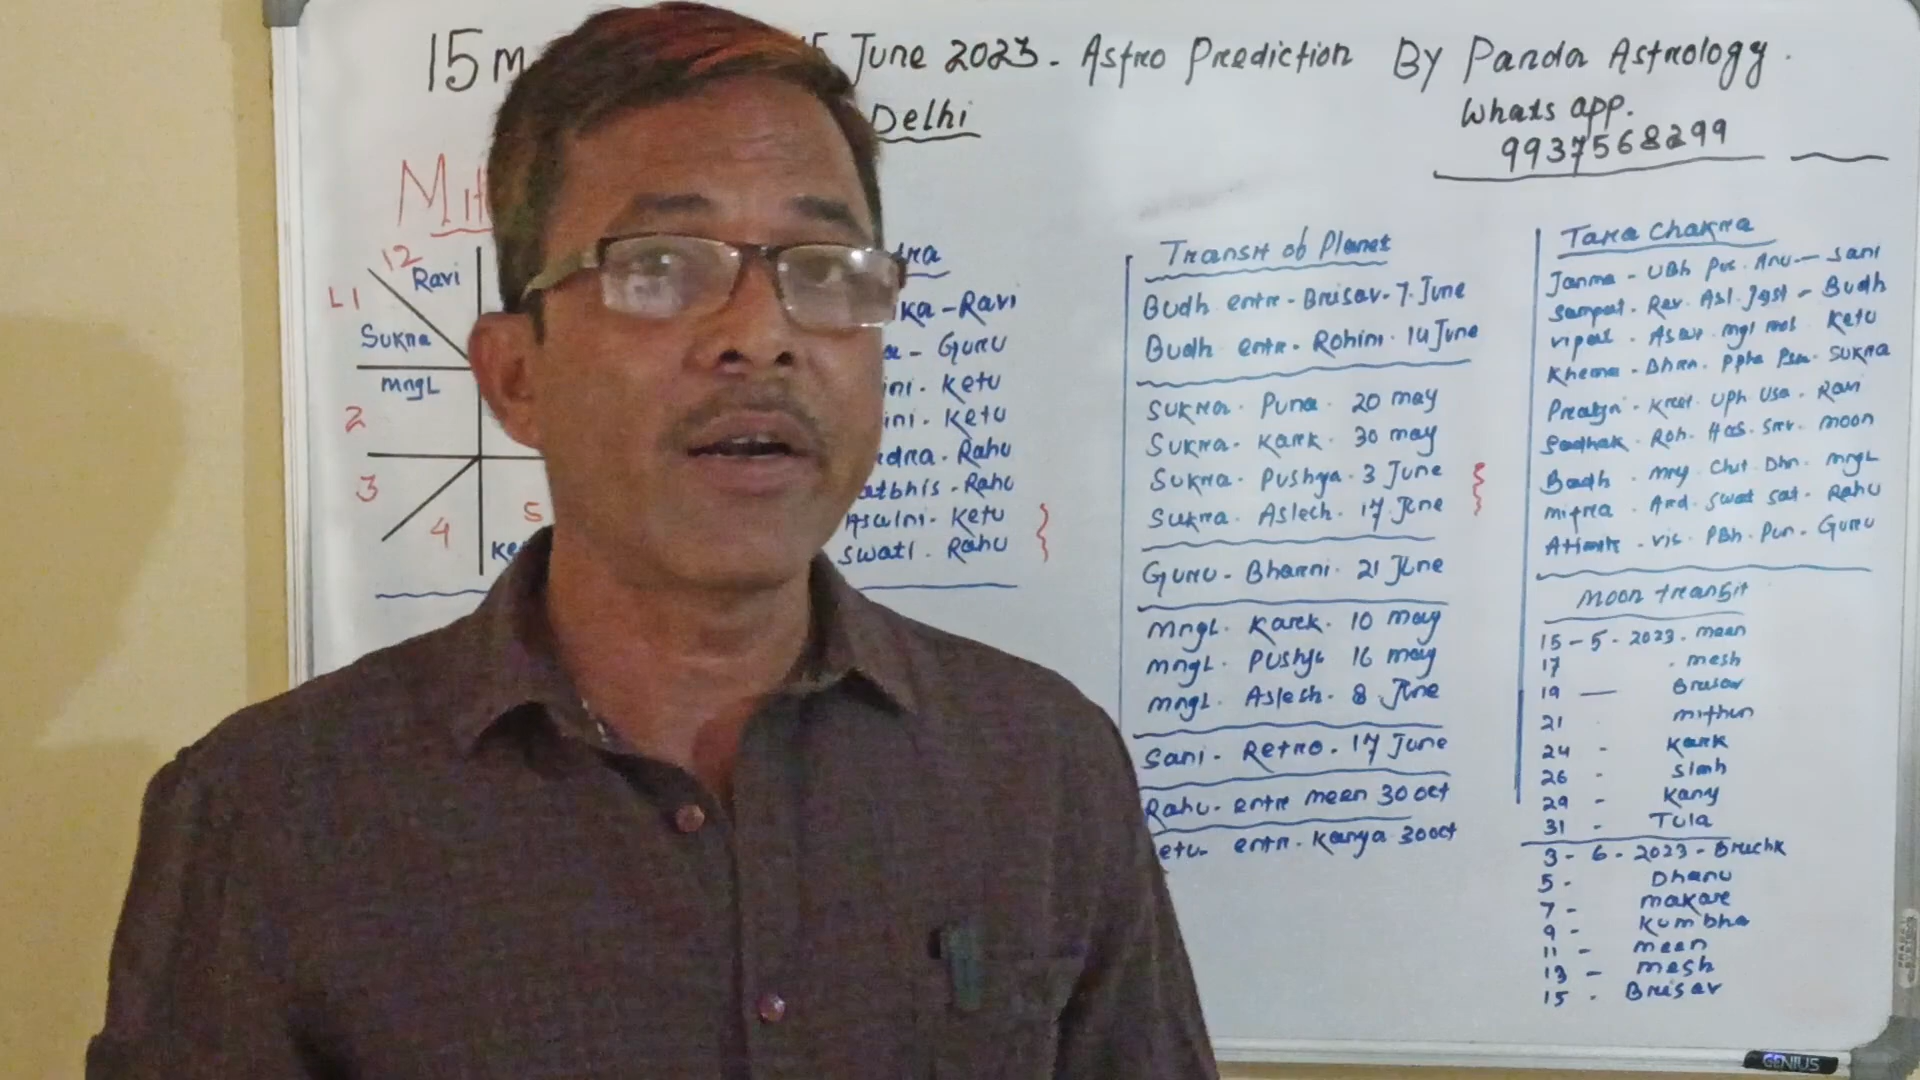 15 m June 2023. Astro Prediction By Panda Astrology.
Delhi
Whats app.
9937568299
12
Ravi
L1
Sukra
mngL
2
3
4
5
ka - Ravi
- Guru
ini. Ketu
ini. Ketu
dra. Rahu
atbhis - Rahu
Aswini. Ketu
Swati. Rahu
Transit of Planet
Budh entr - Brisav - 7. June
Budh entr. Rohini. 14 June
Sukra. Puna. 20 may
Sukra. Kark. 30 may
Sukra. Pushya. 3 June
Sukra. Aslech. 17 June
Guru - Bharni. 21 June
mngL. Kark. 10 may
mngL. Pushy 16 may
mngL. Aslesh. 8 June
Sani - Retro. 17 June
Rahu - entr meen 30 oct
etu - entr. Kanya 30 oct
Tara Chakra
Janma - UBh Pus. Anu - Sani
Sampat. Rev. Asl. Jyst - Budh
vipat. Asw. mgl mol Ketu
Khema - Bhrn. Ppha Psa. Sukra
Kret. Uph. Usa. Ravi
Sadhak. Roh. Has. Srv. moon
Badh. mrg. Chit. Dhn. mngL
mitra. Ard. Swat Sat. Rahu
vis. PBh. Pun. Guru
Moon transit
15 - 5 - 2023. meen
17 . mesh
19 — Brisav
21 mithun
24 - Kark
26 - Simh
29 - Kany
31 - Tula
3 - 6 - 2023 - Bruchk
5 - Dhanu
7 - makar
9 - Kumbha
11 - meen
13 - mesh
15 . Brisav
GENIUS